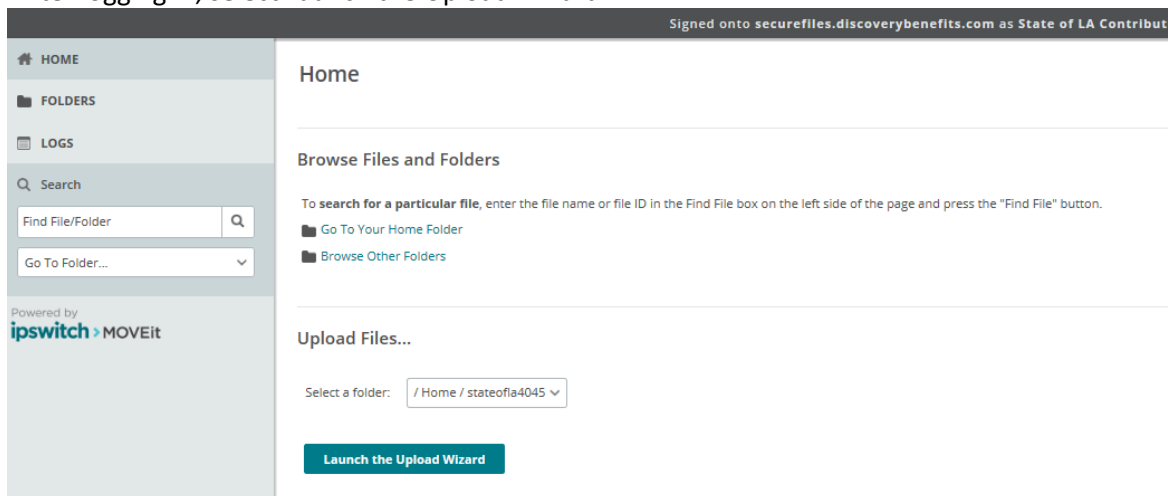 Signed onto securefiles.discoverybenefits.com as State of LA Contribut
HOME
FOLDERS
LOGS
Search
Find File/Folder
Go To Folder...
Powered by
ipswitch > MOVEit
Home
Browse Files and Folders
To search for a particular file, enter the file name or file ID in the Find File box on the left side of the page and press the "Find File" button.
Go To Your Home Folder
Browse Other Folders
Upload Files...
Select a folder: / Home / stateofla4045
Launch the Upload Wizard